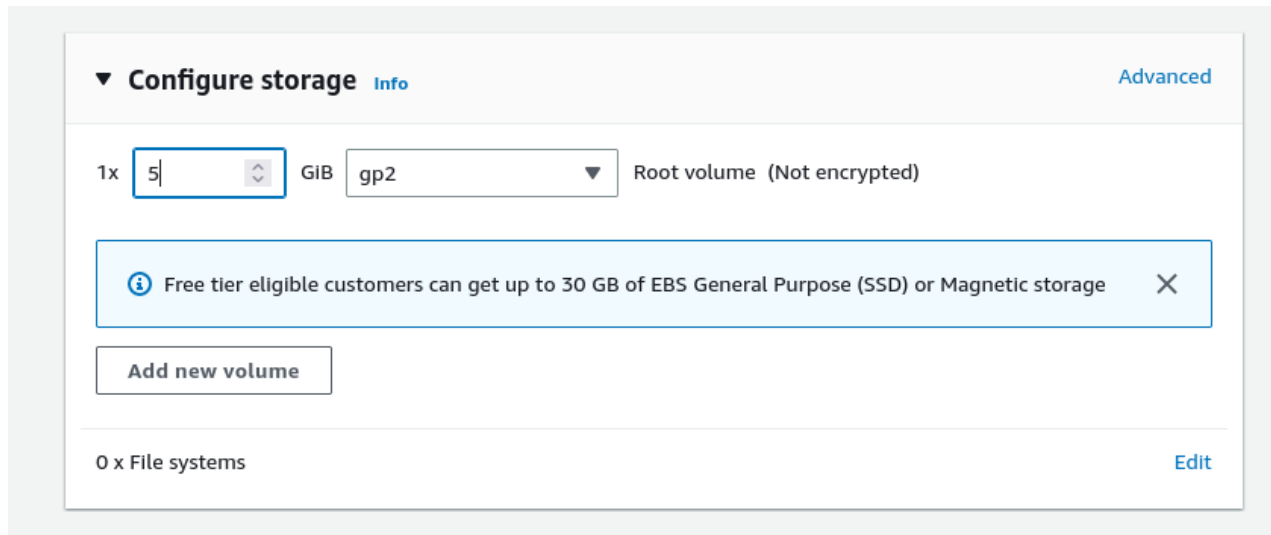 Configure storage Info Advanced
1x 5 GiB gp2 Root volume (Not encrypted)
Free tier eligible customers can get up to 30 GB of EBS General Purpose (SSD) or Magnetic storage
Add new volume
0 x File systems Edit